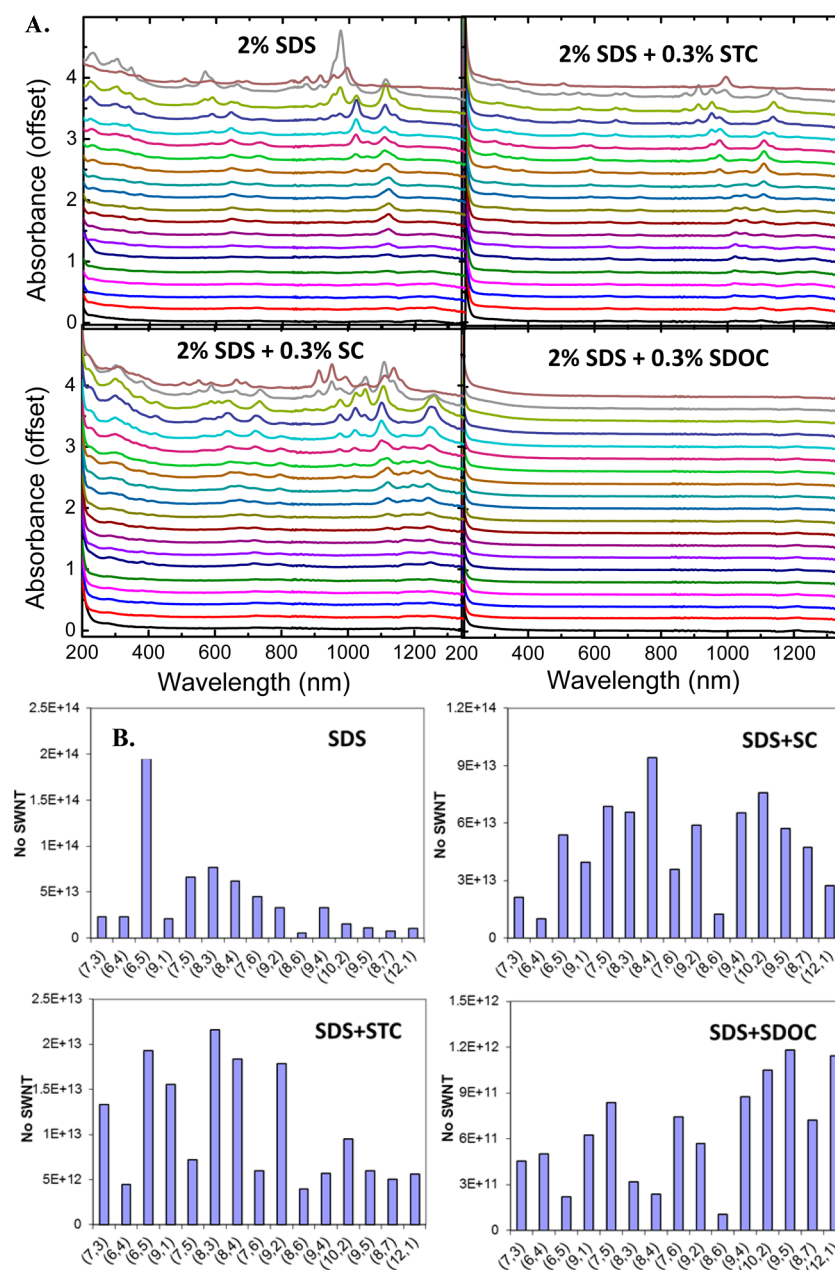 A.
2% SDS
2% SDS + 0.3% STC
4
3
2
1
0
Absorbance (offset)
2% SDS + 0.3% SC
2% SDS + 0.3% SDOC
4
3
2
1
0
Absorbance (offset)
200 400 600 800 1000 1200 200 400 600 800 1000 1200
Wavelength (nm)
Wavelength (nm)
B.
SDS
2.5E+14
2E+14
1.5E+14
1E+14
5E+13
0
No SWNT
(7,3) (6,4) (6,5) (9,1) (7,5) (8,3) (8,4) (7,6) (9,2) (8,6) (9,4) (10,2) (9,5) (8,7) (12,1)
SDS+SC
1.2E+14
9E+13
6E+13
3E+13
0
No SWNT
(7,3) (6,4) (6,5) (9,1) (7,5) (8,3) (8,4) (7,6) (9,2) (8,6) (9,4) (10,2) (9,5) (8,7) (12,1)
SDS+STC
2.5E+13
2E+13
1.5E+13
1E+13
5E+12
0
No SWNT
(7,3) (6,4) (6,5) (9,1) (7,5) (8,3) (8,4) (7,6) (9,2) (8,6) (9,4) (10,2) (9,5) (8,7) (12,1)
SDS+SDOC
1.5E+12
1.2E+12
9E+11
6E+11
3E+11
0
No SWNT
(7,3) (6,4) (6,5) (9,1) (7,5) (8,3) (8,4) (7,6) (9,2) (8,6) (9,4) (10,2) (9,5) (8,7) (12,1)